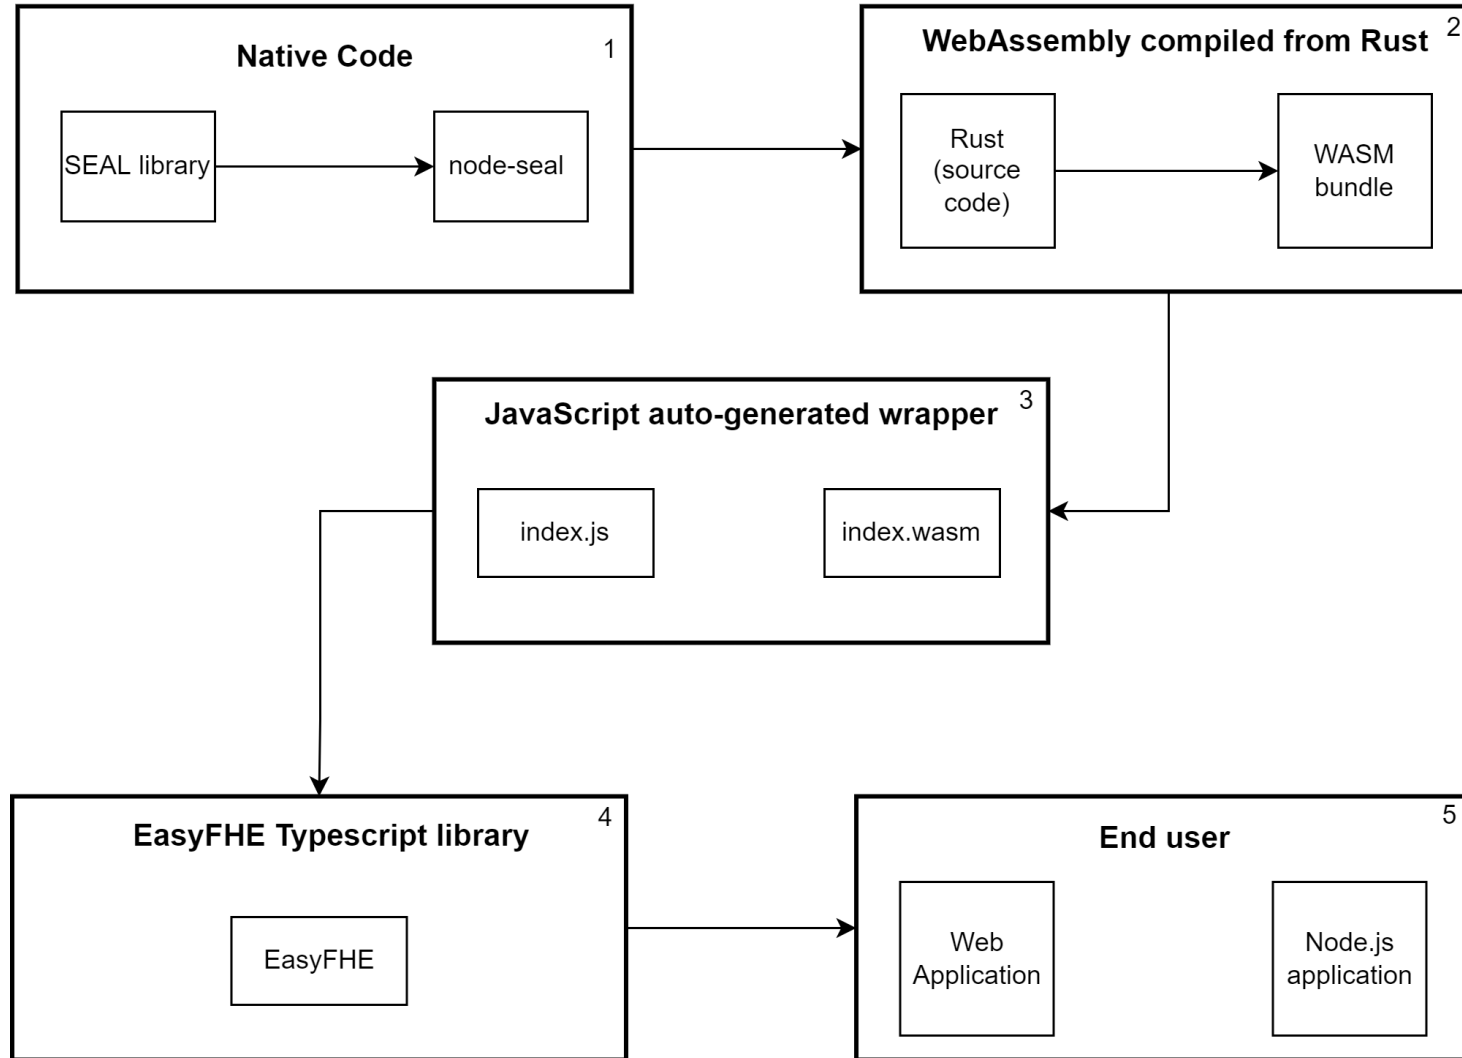 Native Code
1
SEAL library
node-seal
WebAssembly compiled from Rust
2
Rust
(source
code)
WASM
bundle
JavaScript auto-generated wrapper
3
index.js
index.wasm
EasyFHE Typescript library
4
EasyFHE
End user
5
Web
Application
Node.js
application